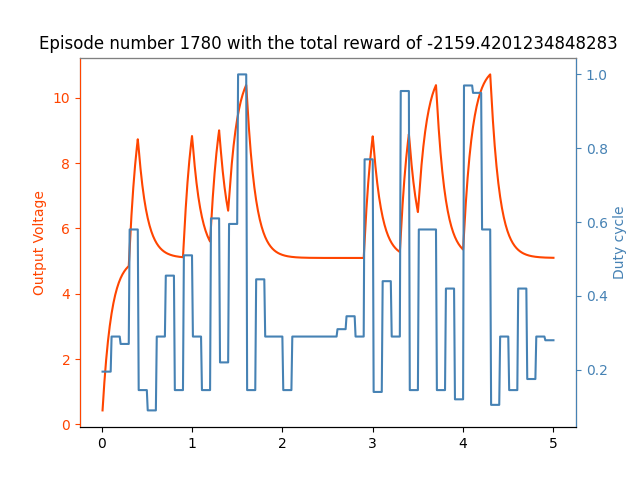 Episode number 1780 with the total reward of -2159.4201234848283
Output Voltage
Duty cycle
10
8
6
4
2
0
1.0
0.8
0.6
0.4
0.2
0 1 2 3 4 5